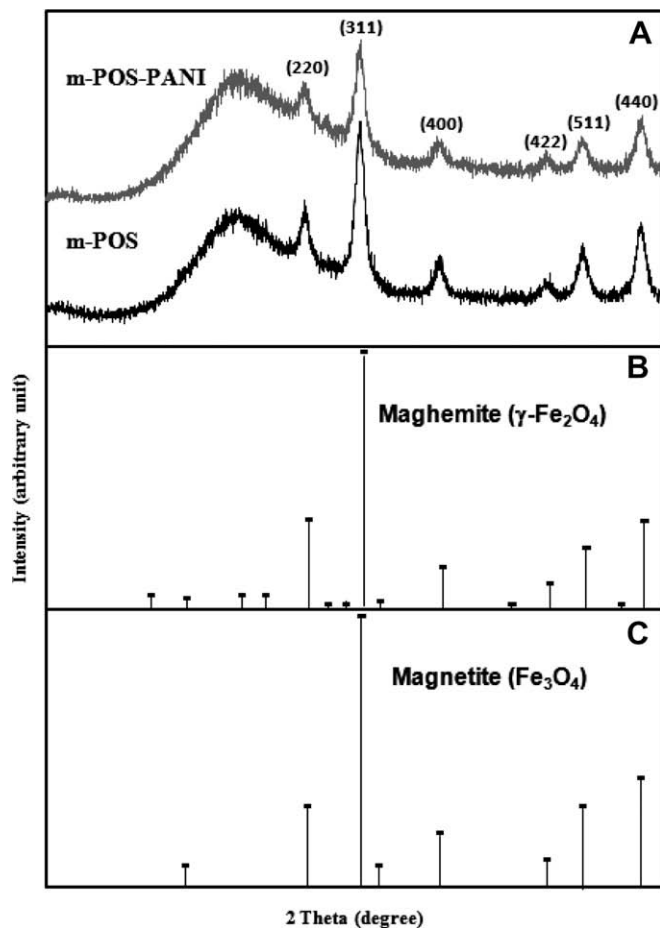 A
(311)
m-POS-PANI
(220)
(400)
(422)
(511)
(440)
m-POS
B
Maghemite (γ-Fe₂O₄)
Intensity (arbitrary unit)
C
Magnetite (Fe₃O₄)
2 Theta (degree)